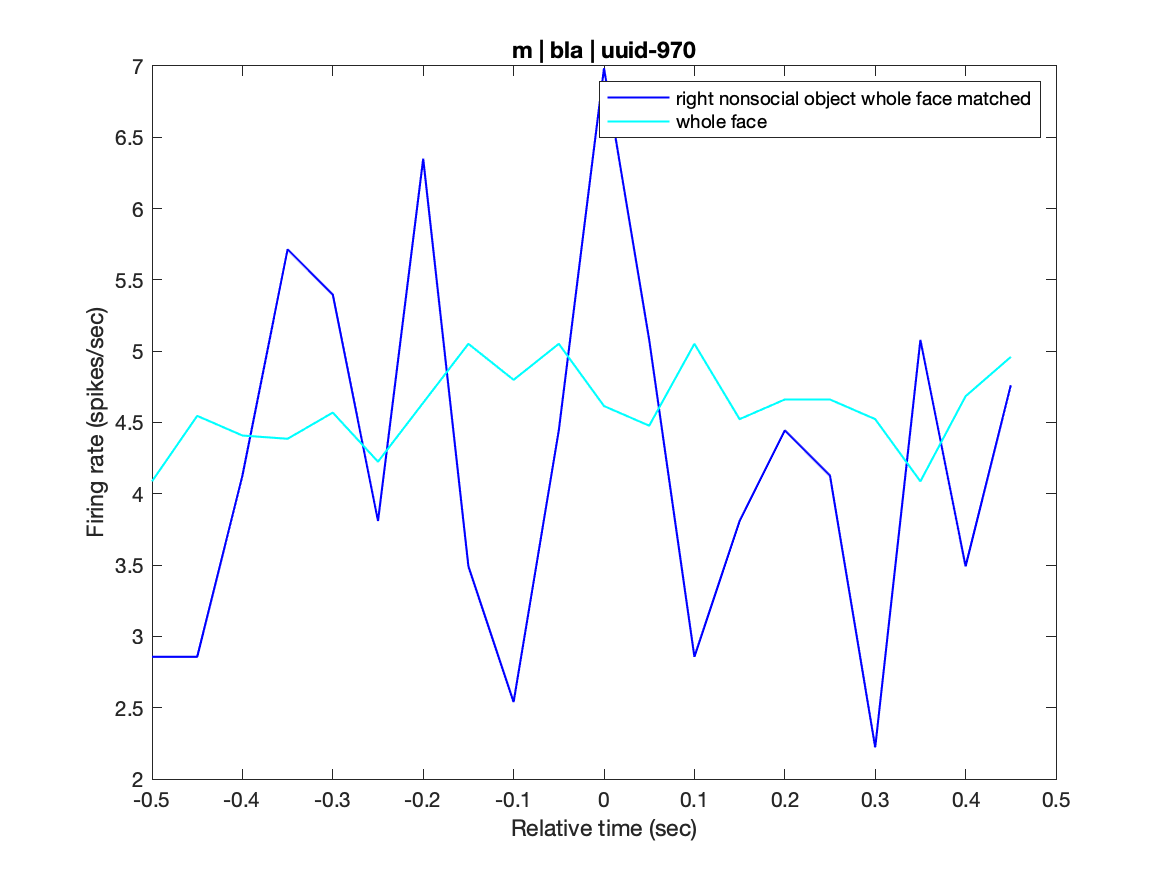 m | bla | uuid-970
right nonsocial object whole face matched
whole face
7
6.5
6
5.5
5
4.5
4
3.5
3
2.5
2
Firing rate (spikes/sec)
-0.5 -0.4 -0.3 -0.2 -0.1 0 0.1 0.2 0.3 0.4 0.5
Relative time (sec)